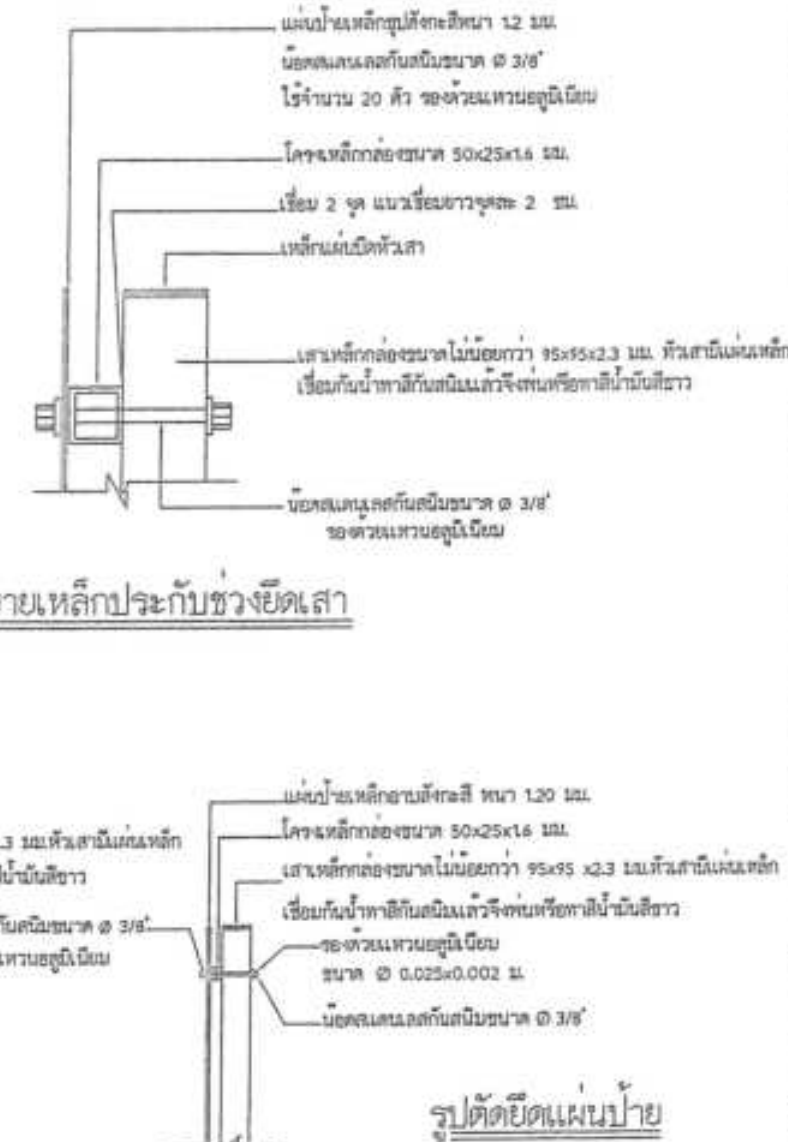 แผ่นป้ายเหล็กชุปสังกะสีหนา 1.2 มม.
น๊อตสแตนเลสกันสนิมขนาด Ø 3/8"
ใช้จำนวน 20 ตัว รองด้วยแหวนอลูมิเนียม
โครงเหล็กกล่องขนาด 50x25x1.6 มม.
เชื่อม 2 จุด แนวเชื่อมยาวจุดละ 2 ซม.
เหล็กแผ่นปิดหัวเสา
เสาเหล็กกล่องขนาดไม่น้อยกว่า 95x95x2.3 มม. หัวเสามีแผ่นเหล็ก
เชื่อมกันน้ำทาสีกันสนิมแล้วจึงพ่นหรือทาสีน้ำมันสีขาว
น๊อตสแตนเลสกันสนิมขนาด Ø 3/8"
รองด้วยแหวนอลูมิเนียม
ายเหล็กประกับช่วงยึดเสา
แผ่นป้ายเหล็กอาบสังกะสี หนา 1.20 มม.
โครงเหล็กกล่องขนาด 50x25x1.6 มม.
.3 มม.หัวเสามีแผ่นเหล็ก
เสาเหล็กกล่องขนาดไม่น้อยกว่า 95x95 x2.3 มม.หัวเสามีแผ่นเหล็ก
น้ำมันสีขาว
เชื่อมกันน้ำทาสีกันสนิมแล้วจึงพ่นหรือทาสีน้ำมันสีขาว
กันสนิมขนาด Ø 3/8"
รองด้วยแหวนอลูมิเนียม
แหวนอลูมิเนียม
ขนาด Ø 0.025x0.002 ม.
น๊อตสแตนเลสกันสนิมขนาด Ø 3/8"
รูปตัดยึดแผ่นป้าย